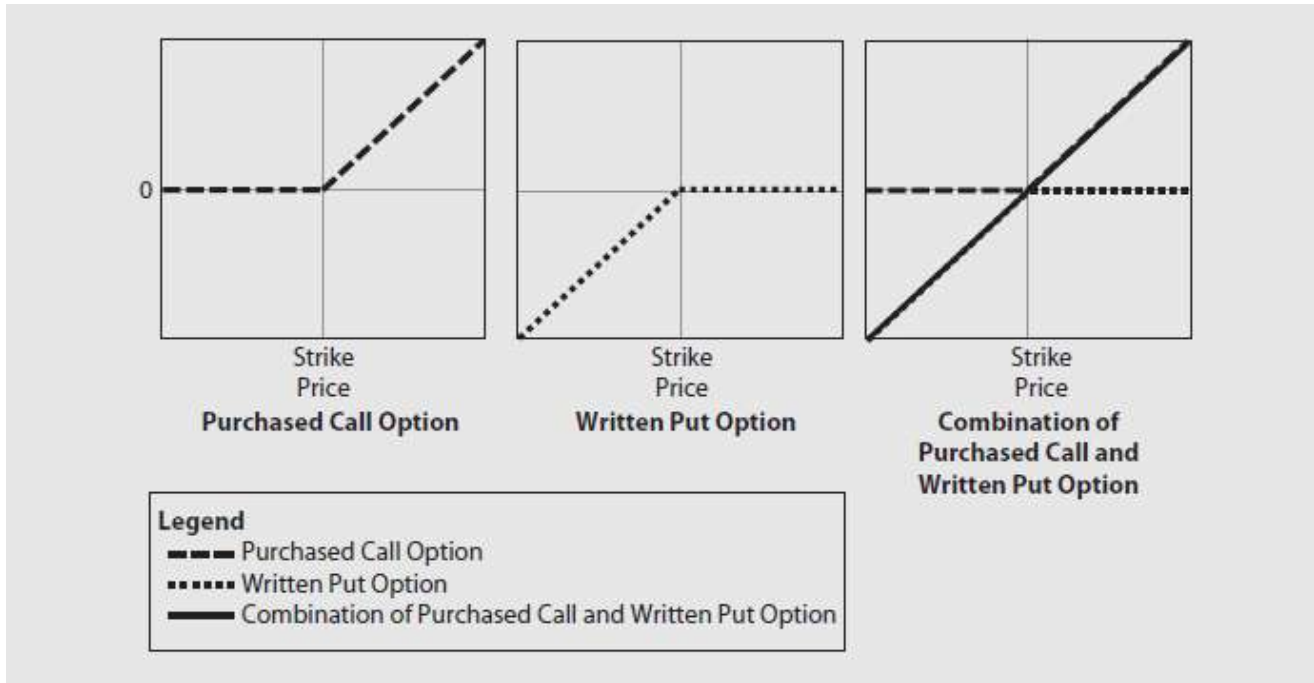 0
Strike
Price
Purchased Call Option
Strike
Price
Written Put Option
Strike
Price
Combination of
Purchased Call and
Written Put Option
Legend
Purchased Call Option
Written Put Option
Combination of Purchased Call and Written Put Option